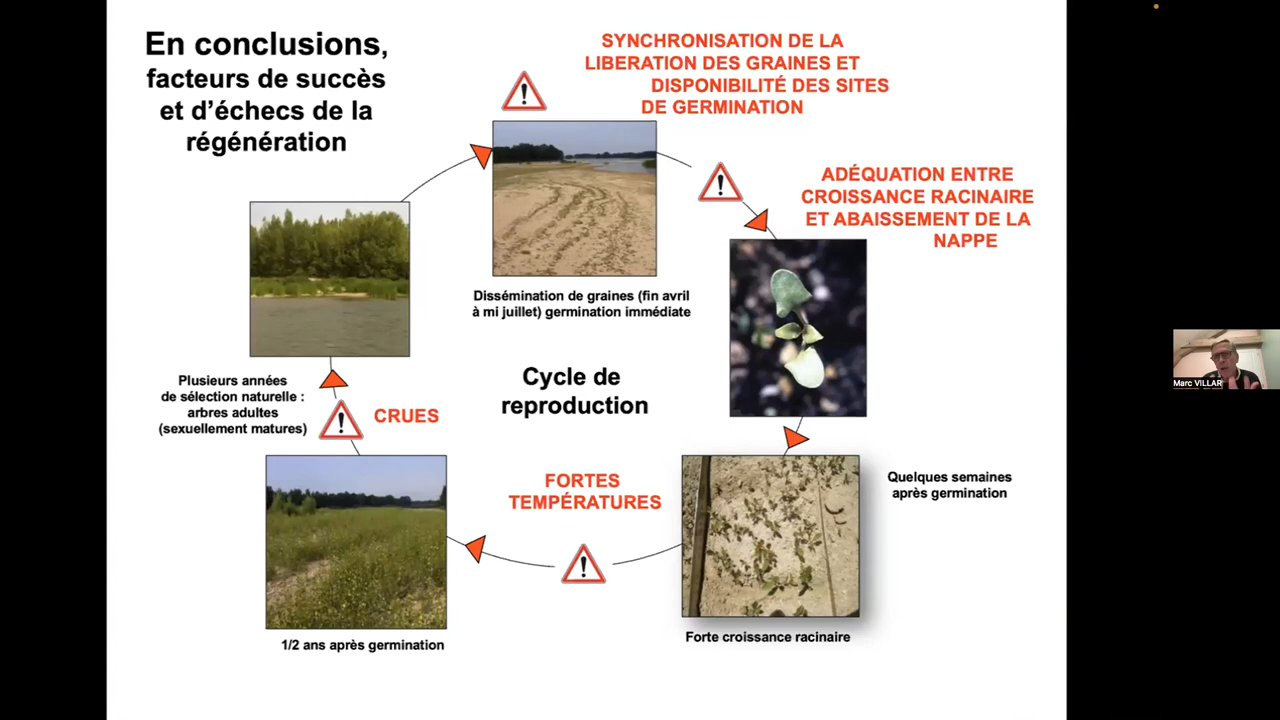 En conclusions,
facteurs de succès
et d'échecs de la
régénération
SYNCHRONISATION DE LA
LIBERATION DES GRAINES ET
DISPONIBILITÉ DES SITES
DE GERMINATION
ADÉQUATION ENTRE
CROISSANCE RACINAIRE
ET ABAISSEMENT DE LA
NAPPE
Dissémination de graines (fin avril
à mi juillet) germination immédiate
Cycle de
reproduction
Plusieurs années
de sélection naturelle :
arbres adultes
(sexuellement matures)
CRUES
FORTES
TEMPÉRATURES
Quelques semaines
après germination
1/2 ans après germination
Forte croissance racinaire
Marc VILLAR